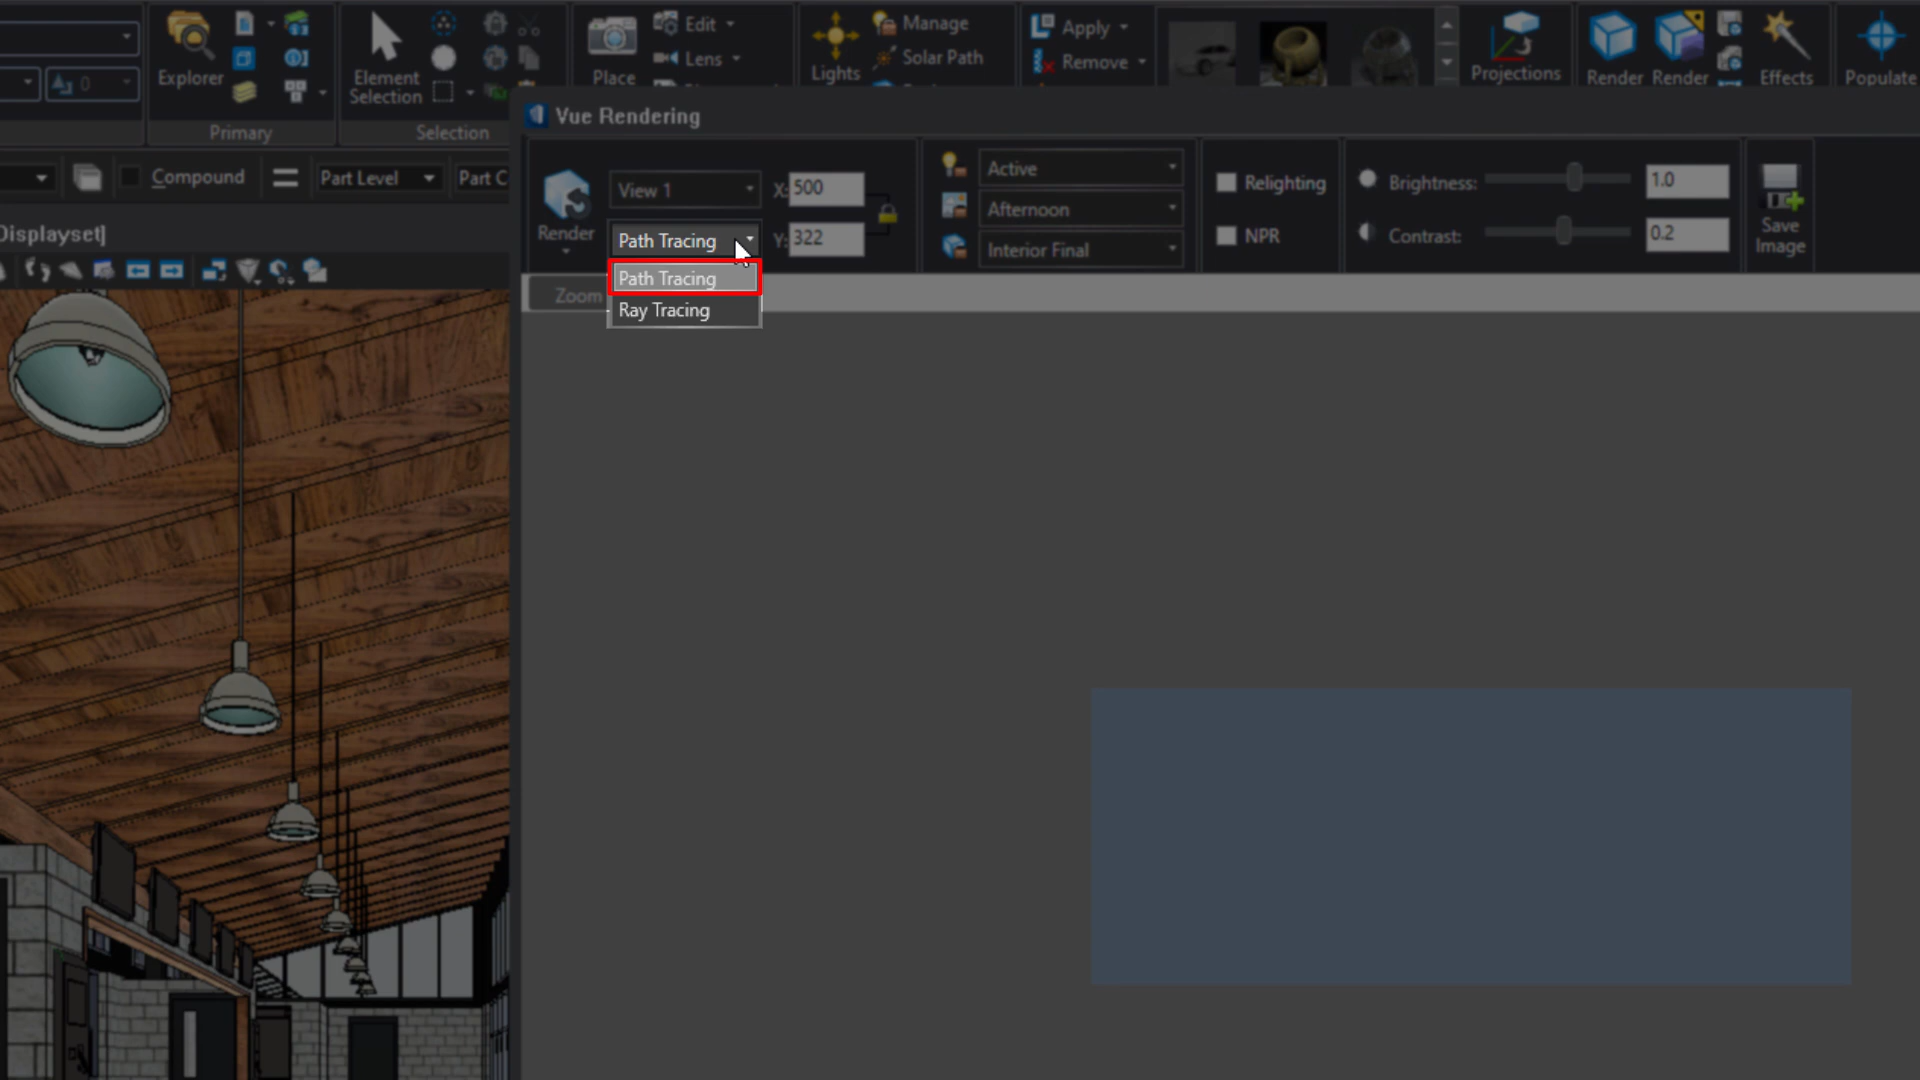 Explorer
Primary
Element
Selection
Selection
Place
Edit
Lens
Lights
Manage
Solar Path
Apply
Remove
Projections
Render
Render
Effects
Populate
0
Compound
Part Level
Part C
Displayset]
Vue Rendering
Render
View 1
Path Tracing
Path Tracing
Ray Tracing
Zoom
X: 500
Y: 322
Active
Afternoon
Interior Final
Relighting
NPR
Brightness: 1.0
Contrast: 0.2
Save
Image